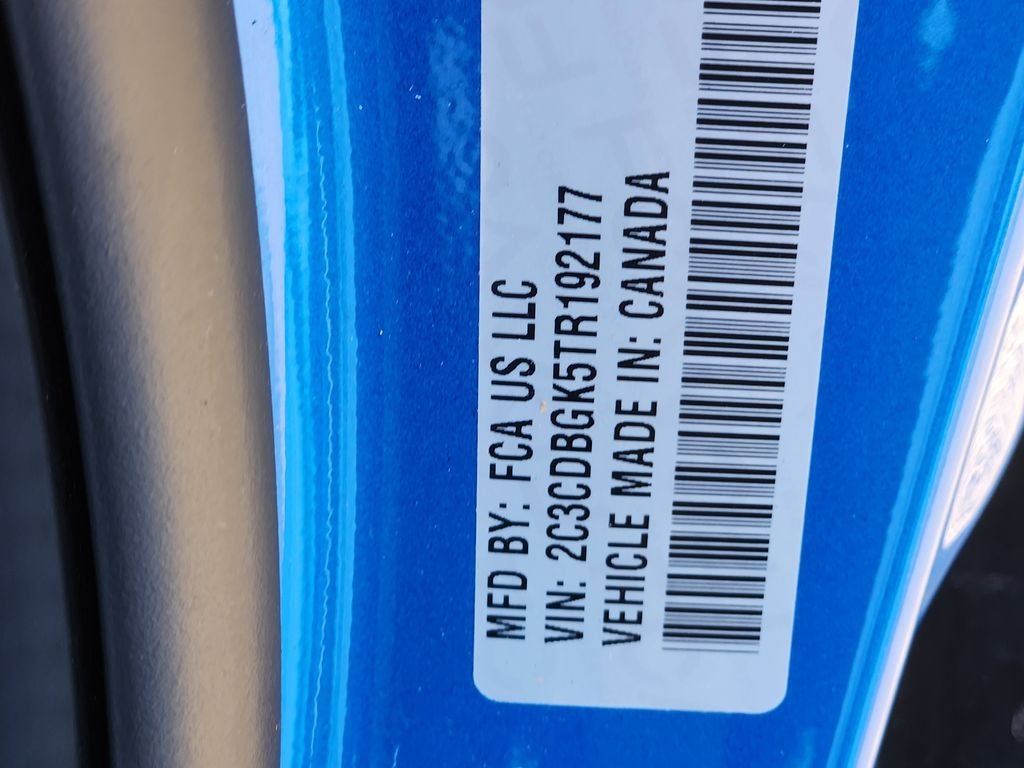 MFD BY: FCA US LLC
VIN: 2C3CDBGK5TR192177
VEHICLE MADE IN: CANADA